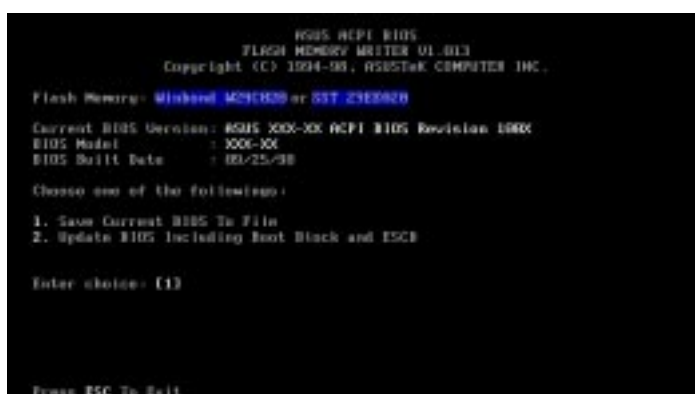 ASUS ACPI BIOS
FLASH MEMORY WRITER V1.013
Copyright (C) 1994-98, ASUSTeK COMPUTER INC.
Flash Memory: Winbond W29C020 or SST 29EE020
Current BIOS Version: ASUS XXX-XX ACPI BIOS Revision 100X
BIOS Model : XXX-XX
BIOS Built Date : 09/25/98
Choose one of the followings:
1. Save Current BIOS To File
2. Update BIOS Including Boot Block and ESCD
Enter choice: [1]
Press ESC To Exit